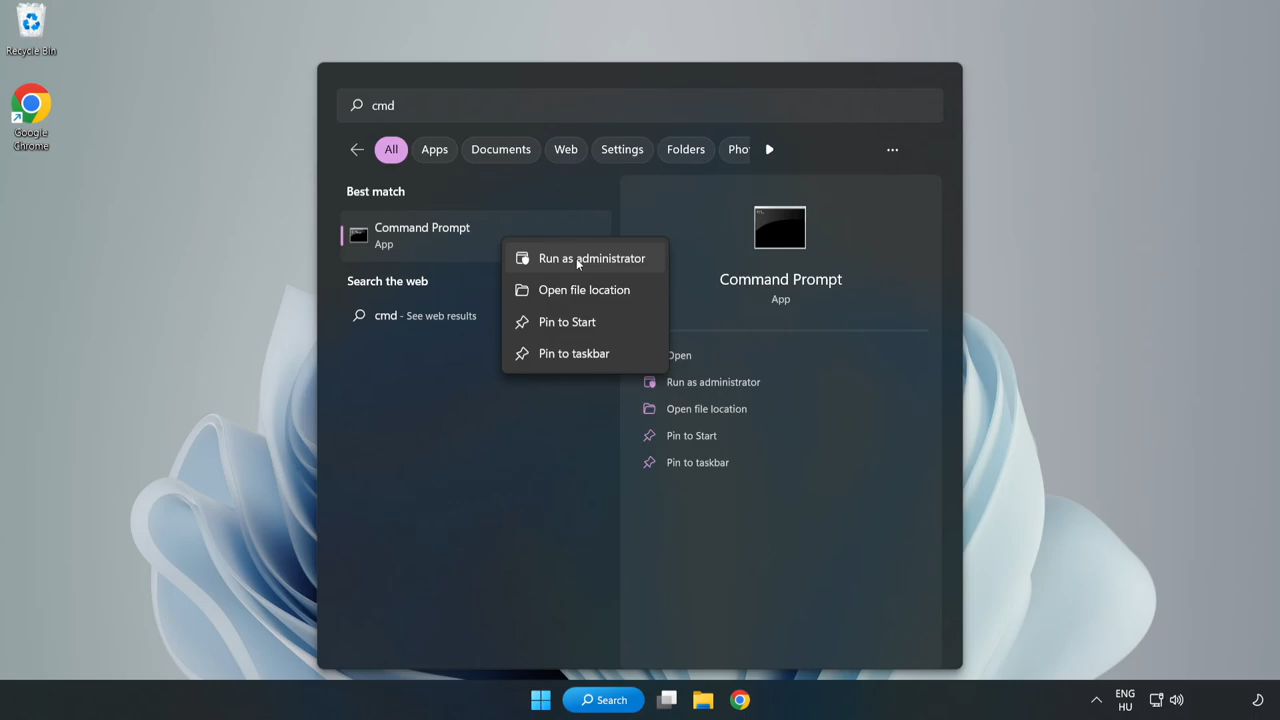 Recycle Bin
Google
Chrome
cmd
All
Apps
Documents
Web
Settings
Folders
Pho
Best match
Command Prompt
App
Search the web
cmd - See web results
Run as administrator
Open file location
Pin to Start
Pin to taskbar
Command Prompt
App
Open
Run as administrator
Open file location
Pin to Start
Pin to taskbar
Search
ENG
HU